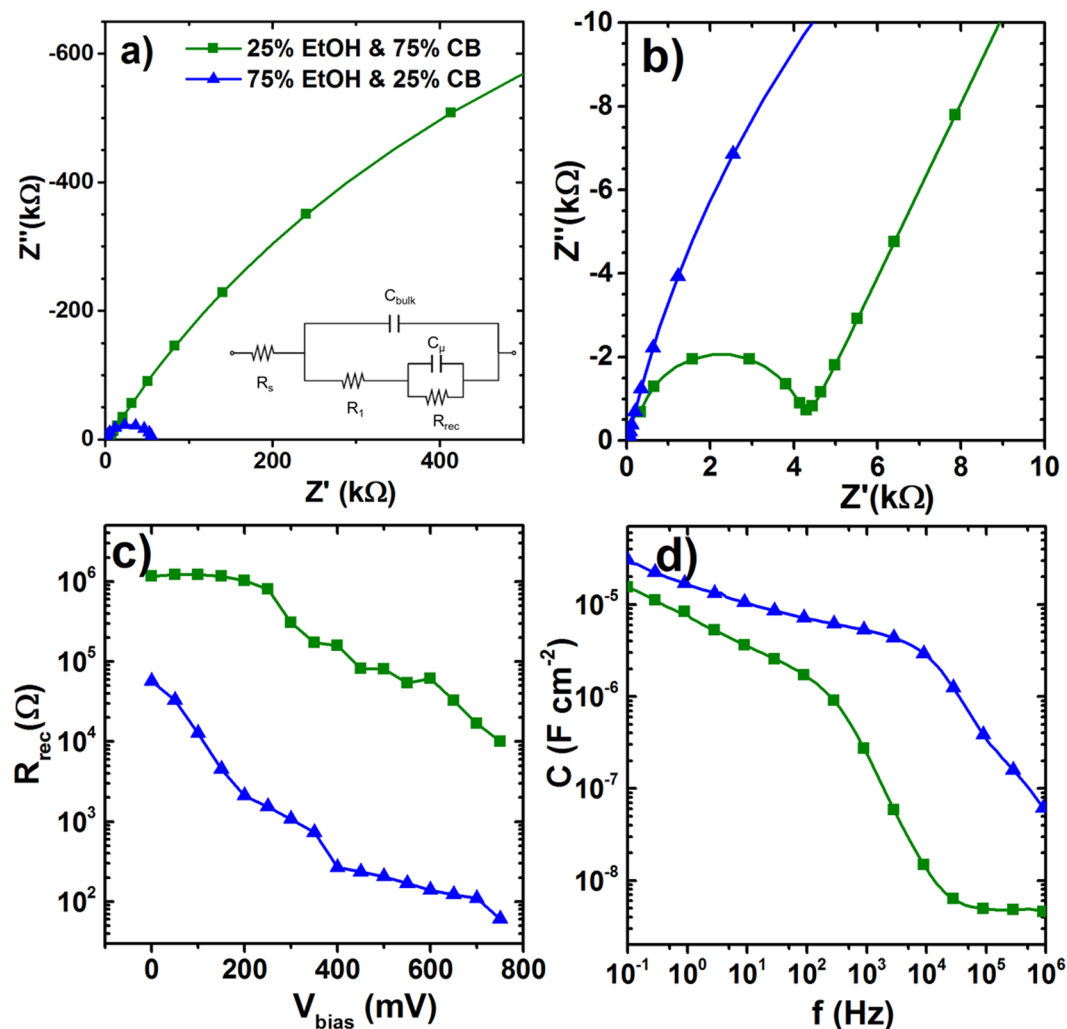 a)
25% EtOH & 75% CB
75% EtOH & 25% CB
-600
-400
-200
0
Z''(kΩ)
0
200
400
Z' (kΩ)
C_bulk
C_μ
R_s
R_1
R_rec
b)
-10
-8
-6
-4
-2
0
Z''(kΩ)
0
2
4
6
8
10
Z'(kΩ)
c)
10^6
10^5
10^4
10^3
10^2
R_rec(Ω)
0
200
400
600
800
V_bias (mV)
d)
10^-5
10^-6
10^-7
10^-8
C (F cm^-2)
10^-1
10^0
10^1
10^2
10^3
10^4
10^5
10^6
f (Hz)